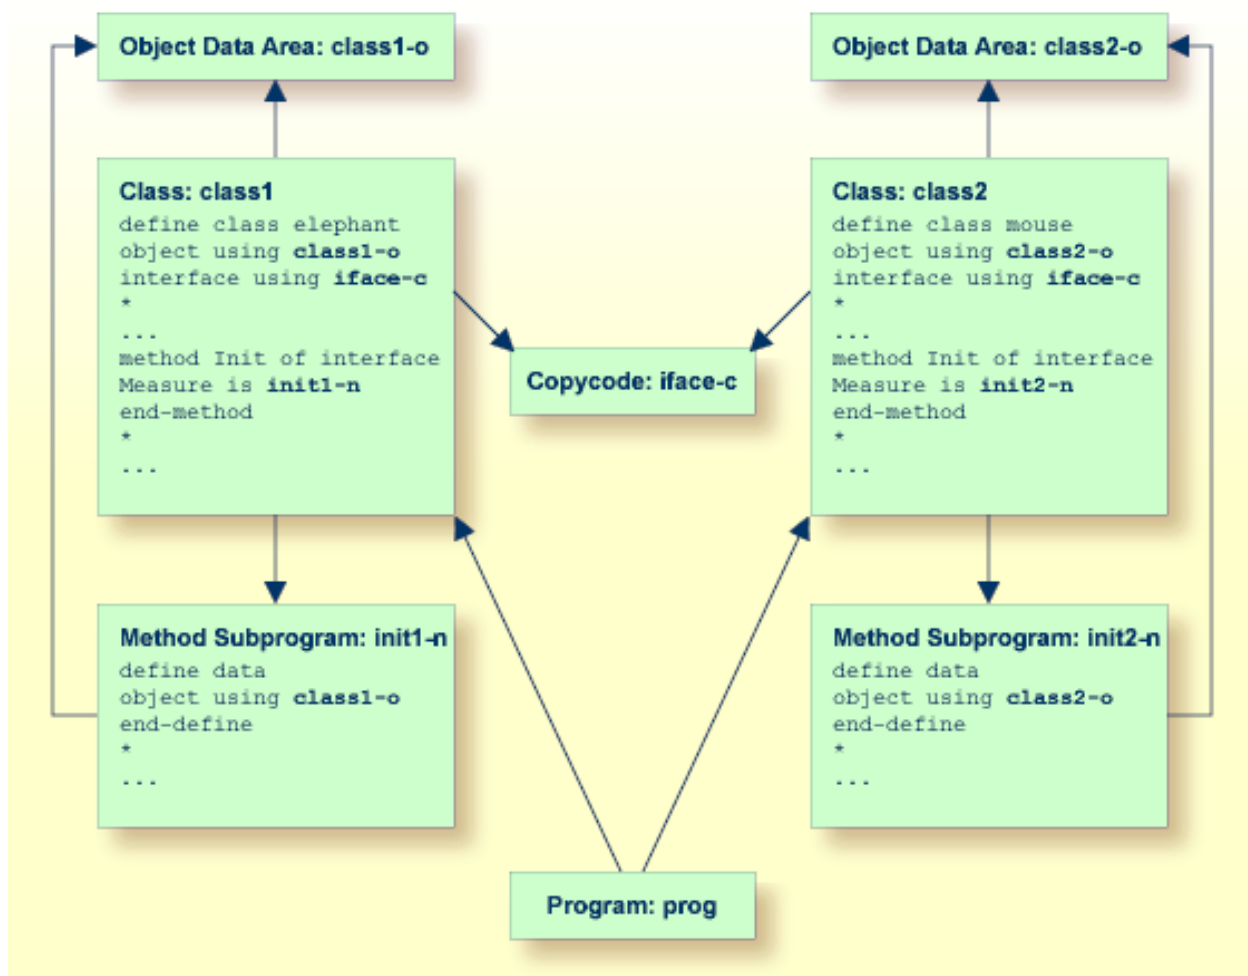 Object Data Area: class1-o
Object Data Area: class2-o
Class: class1
define class elephant
object using class1-o
interface using iface-c
*
...
method Init of interface
Measure is init1-n
end-method
*
...
Class: class2
define class mouse
object using class2-o
interface using iface-c
*
...
method Init of interface
Measure is init2-n
end-method
*
...
Copycode: iface-c
Method Subprogram: init1-n
define data
object using class1-o
end-define
*
...
Method Subprogram: init2-n
define data
object using class2-o
end-define
*
...
Program: prog